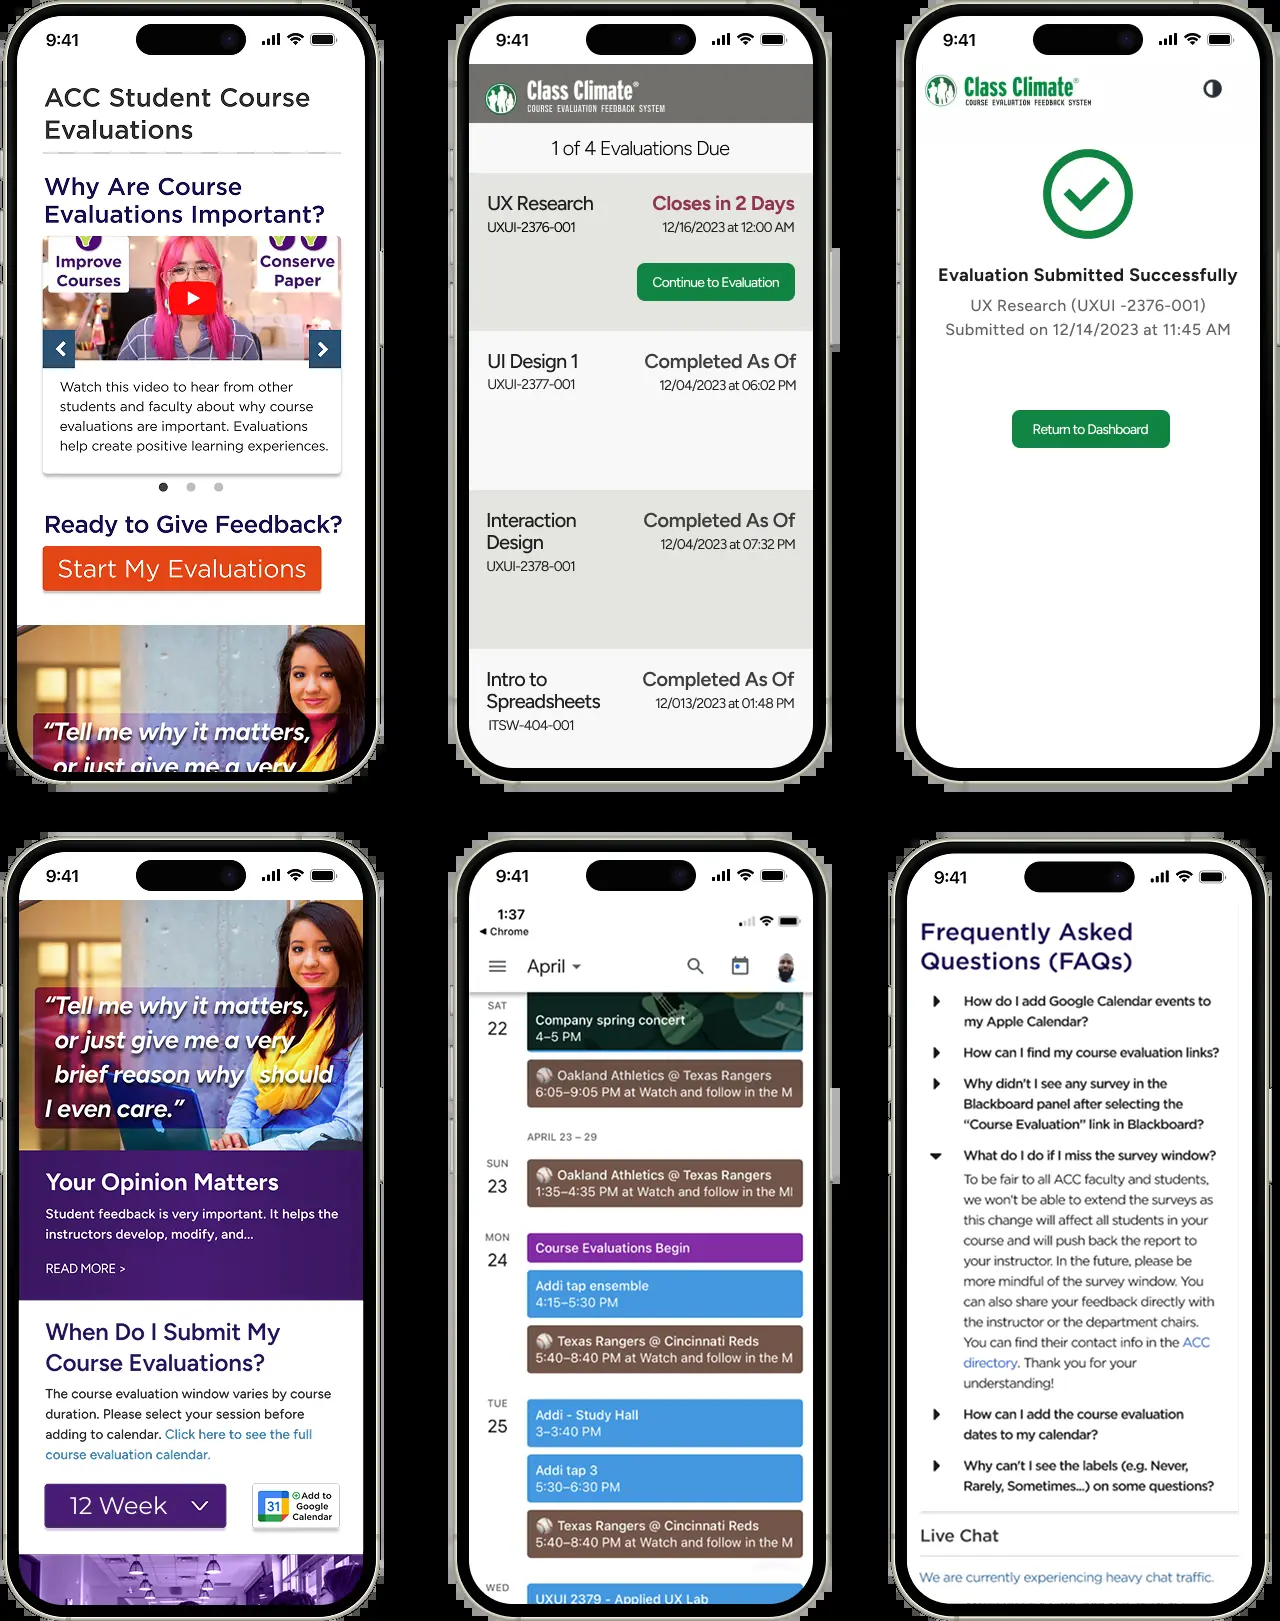 9:41
ACC Student Course
Evaluations
Why Are Course
Evaluations Important?
Improve
Courses
Conserve
Paper
Watch this video to hear from other
students and faculty about why course
evaluations are important. Evaluations
help create positive learning experiences.
Ready to Give Feedback?
Start My Evaluations
“Tell me why it matters,
or just give me a very
9:41
Class Climate®
COURSE EVALUATION FEEDBACK SYSTEM
1 of 4 Evaluations Due
UX Research
Closes in 2 Days
UXUI-2376-001
12/16/2023 at 12:00 AM
Continue to Evaluation
UI Design 1
Completed As Of
UXUI-2377-001
12/04/2023 at 06:02 PM
Interaction
Design
Completed As Of
12/04/2023 at 07:32 PM
UXUI-2378-001
Intro to
Spreadsheets
Completed As Of
12/013/2023 at 01:48 PM
ITSW-404-001
9:41
Class Climate®
COURSE EVALUATION FEEDBACK SYSTEM
Evaluation Submitted Successfully
UX Research (UXUI -2376-001)
Submitted on 12/14/2023 at 11:45 AM
Return to Dashboard
9:41
“Tell me why it matters,
or just give me a very
brief reason why I should
I even care.”
Your Opinion Matters
Student feedback is very important. It helps the
instructors develop, modify, and...
READ MORE >
When Do I Submit My
Course Evaluations?
The course evaluation window varies by course
duration. Please select your session before
adding to calendar. Click here to see the full
course evaluation calendar.
12 Week
31
Add to
Google
Calendar
9:41
1:37
Chrome
April
SAT
22
Company spring concert
4–5 PM
Oakland Athletics @ Texas Rangers
6:05–9:05 PM at Watch and follow in the M
APRIL 23 – 29
SUN
23
Oakland Athletics @ Texas Rangers
1:35–4:35 PM at Watch and follow in the Ml
MON
24
Course Evaluations Begin
Addi tap ensemble
4:15–5:30 PM
Texas Rangers @ Cincinnati Reds
5:40–8:40 PM at Watch and follow in the M
TUE
25
Addi - Study Hall
3–3:40 PM
Addi tap 3
5:30–6:30 PM
Texas Rangers @ Cincinnati Reds
5:40–8:40 PM at Watch and follow in the M
WED
UXUI 2379 - Applied UX Lab
9:41
Frequently Asked
Questions (FAQs)
How do I add Google Calendar events to
my Apple Calendar?
How can I find my course evaluation links?
Why didn't I see any survey in the
Blackboard panel after selecting the
“Course Evaluation” link in Blackboard?
What do I do if I miss the survey window?
To be fair to all ACC faculty and students,
we won't be able to extend the surveys as
this change will affect all students in your
course and will push back the report to
your instructor. In the future, please be
more mindful of the survey window. You
can also share your feedback directly with
the instructor or the department chairs.
You can find their contact info in the ACC
directory. Thank you for your
understanding!
How can I add the course evaluation
dates to my calendar?
Why can't I see the labels (e.g. Never,
Rarely, Sometimes...) on some questions?
Live Chat
We are currently experiencing heavy chat traffic.